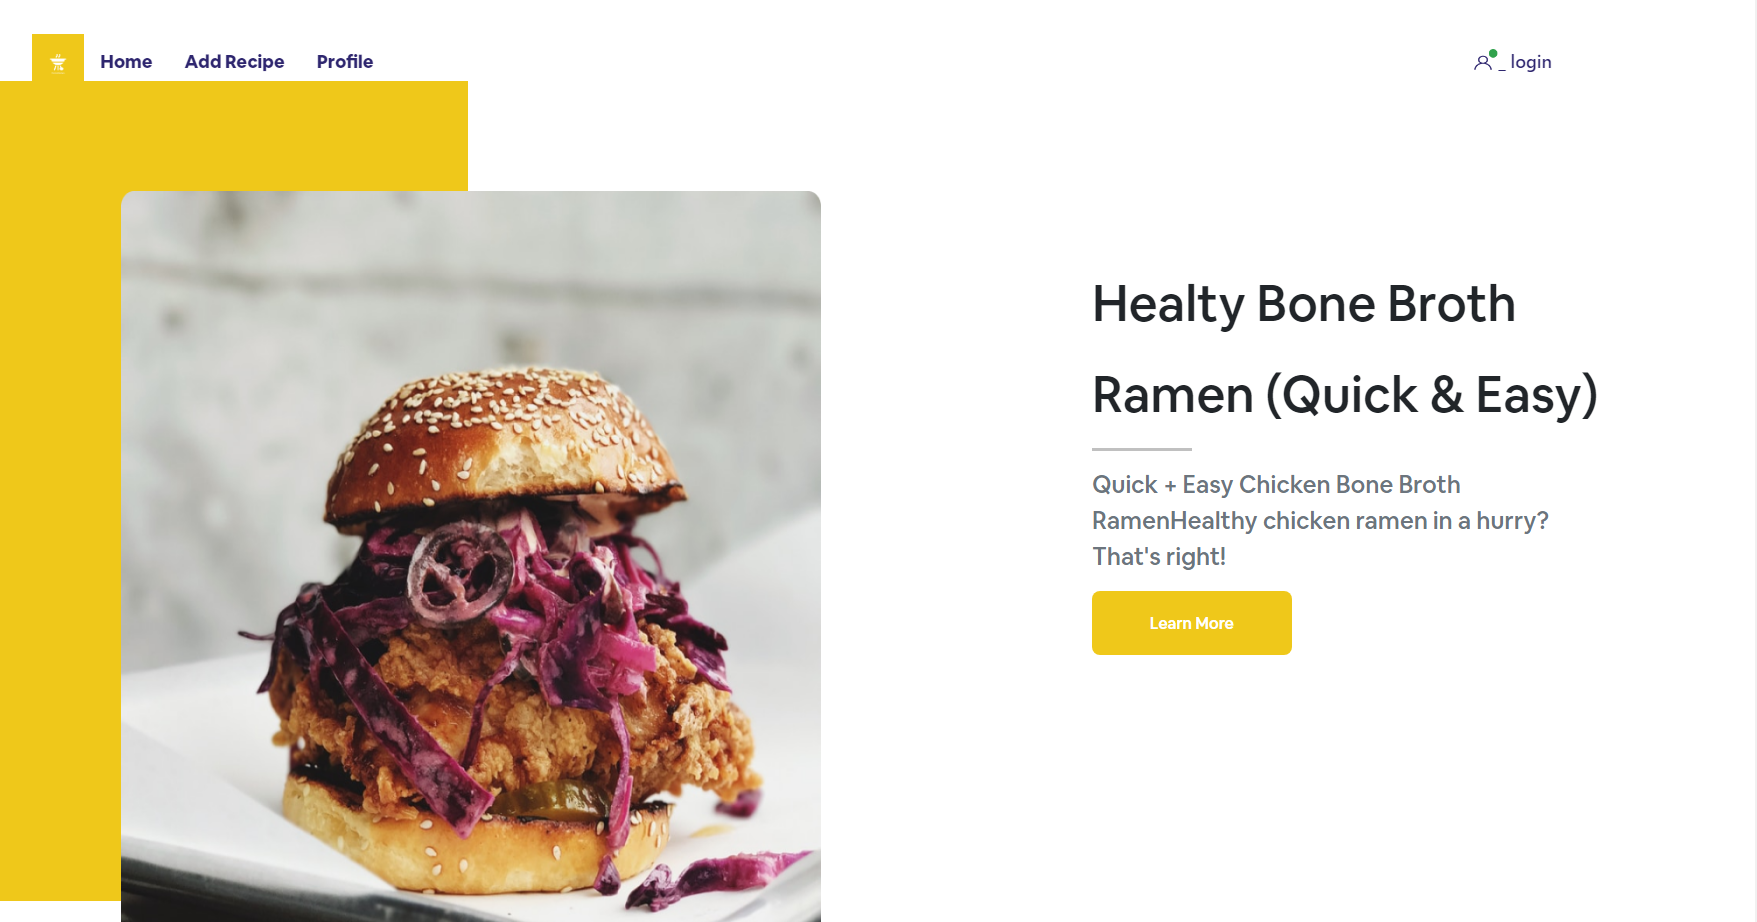 Home Add Recipe Profile
_ login
Healty Bone Broth
Ramen (Quick & Easy)
Quick + Easy Chicken Bone Broth
RamenHealthy chicken ramen in a hurry?
That's right!
Learn More